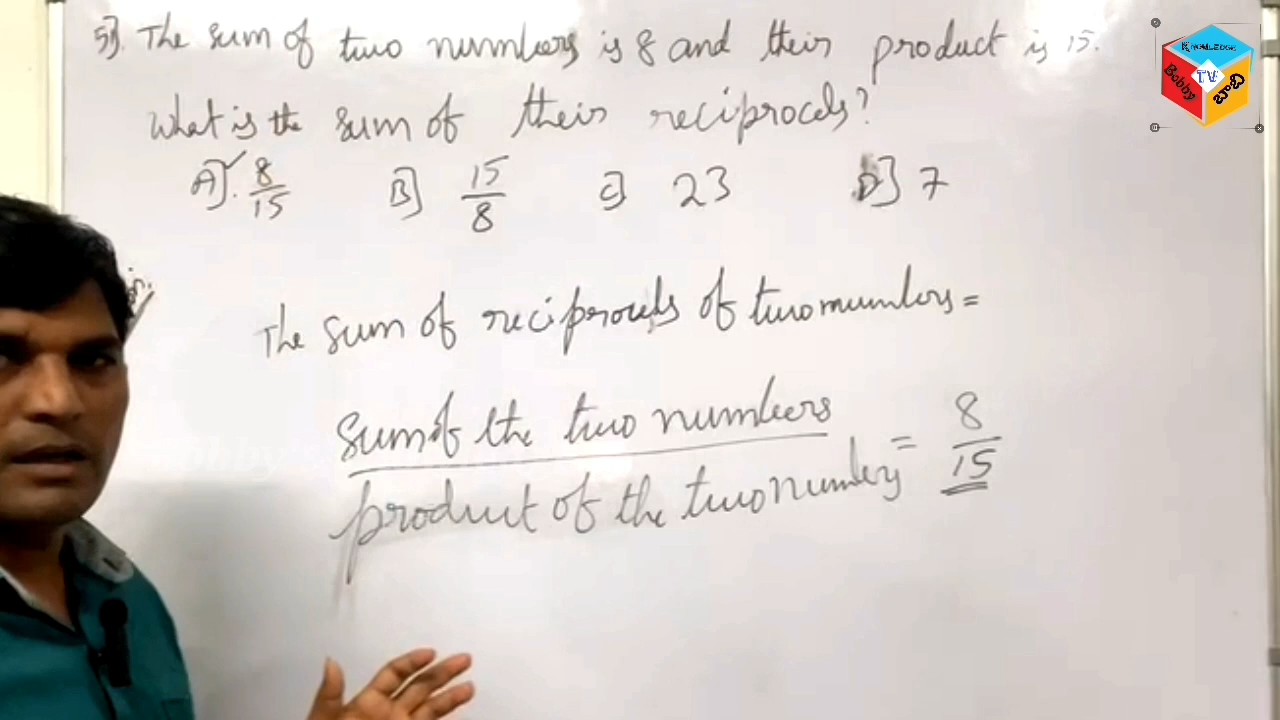 5]. The sum of two numbers is 8 and their product is 15.
What is the sum of their reciprocals?
A]. 8/15 B] 15/8 C] 23 D] 7
The sum of reciprocals of two numbers =
Sum of the two numbers / product of the two numbers = 8/15
KNOWLEDGE
Bobby TV Gors